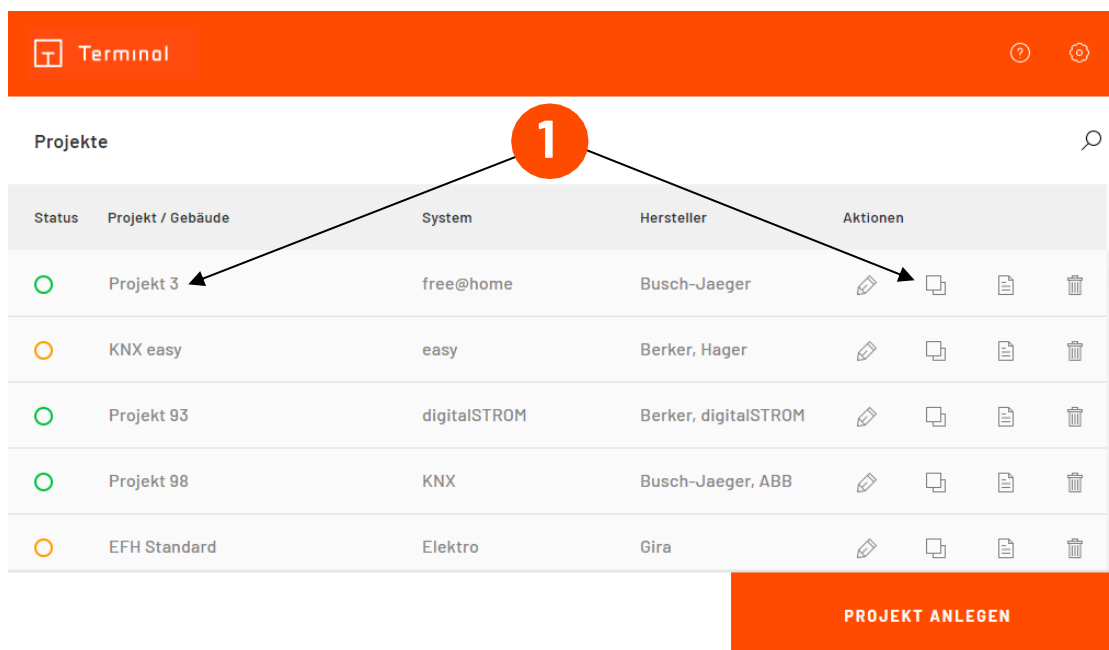 Terminal
?
Projekte
1
Status Projekt / Gebäude System Hersteller Aktionen
Projekt 3 free@home Busch-Jaeger
KNX easy easy Berker, Hager
Projekt 93 digitalSTROM Berker, digitalSTROM
Projekt 98 KNX Busch-Jaeger, ABB
EFH Standard Elektro Gira
PROJEKT ANLEGEN